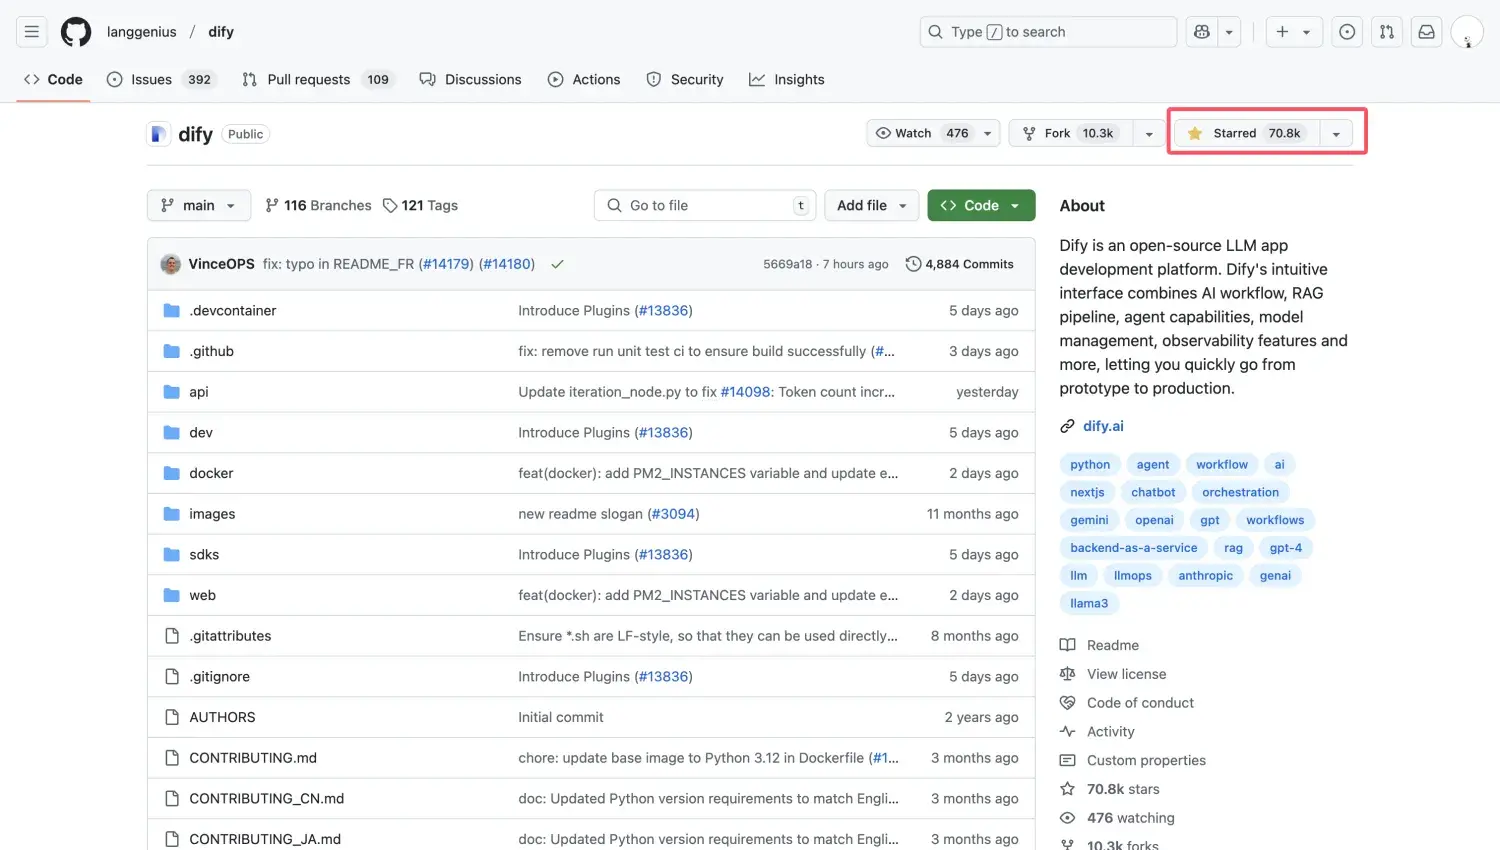 langgenius / dify
Type / to search
Code Issues 392 Pull requests 109 Discussions Actions Security Insights
dify Public
Watch 476 Fork 10.3k Starred 70.8k
main 116 Branches 121 Tags Go to file t Add file Code
VinceOPS fix: typo in README_FR (#14179) (#14180) 5669a18 · 7 hours ago 4,884 Commits
.devcontainer Introduce Plugins (#13836) 5 days ago
.github fix: remove run unit test ci to ensure build successfully (#... 3 days ago
api Update iteration_node.py to fix #14098: Token count incr... yesterday
dev Introduce Plugins (#13836) 5 days ago
docker feat(docker): add PM2_INSTANCES variable and update e... 2 days ago
images new readme slogan (#3094) 11 months ago
sdks Introduce Plugins (#13836) 5 days ago
web feat(docker): add PM2_INSTANCES variable and update e... 2 days ago
.gitattributes Ensure *.sh are LF-style, so that they can be used directly... 8 months ago
.gitignore Introduce Plugins (#13836) 5 days ago
AUTHORS Initial commit 2 years ago
CONTRIBUTING.md chore: update base image to Python 3.12 in Dockerfile (#1... 3 months ago
CONTRIBUTING_CN.md doc: Updated Python version requirements to match Engli... 3 months ago
CONTRIBUTING_JA.md doc: Updated Python version requirements to match Engli... 3 months ago
About
Dify is an open-source LLM app
development platform. Dify's intuitive
interface combines AI workflow, RAG
pipeline, agent capabilities, model
management, observability features and
more, letting you quickly go from
prototype to production.
dify.ai
python agent workflow ai
nextjs chatbot orchestration
gemini openai gpt workflows
backend-as-a-service rag gpt-4
llm llmops anthropic genai
llama3
Readme
View license
Code of conduct
Activity
Custom properties
70.8k stars
476 watching
10.3k forks